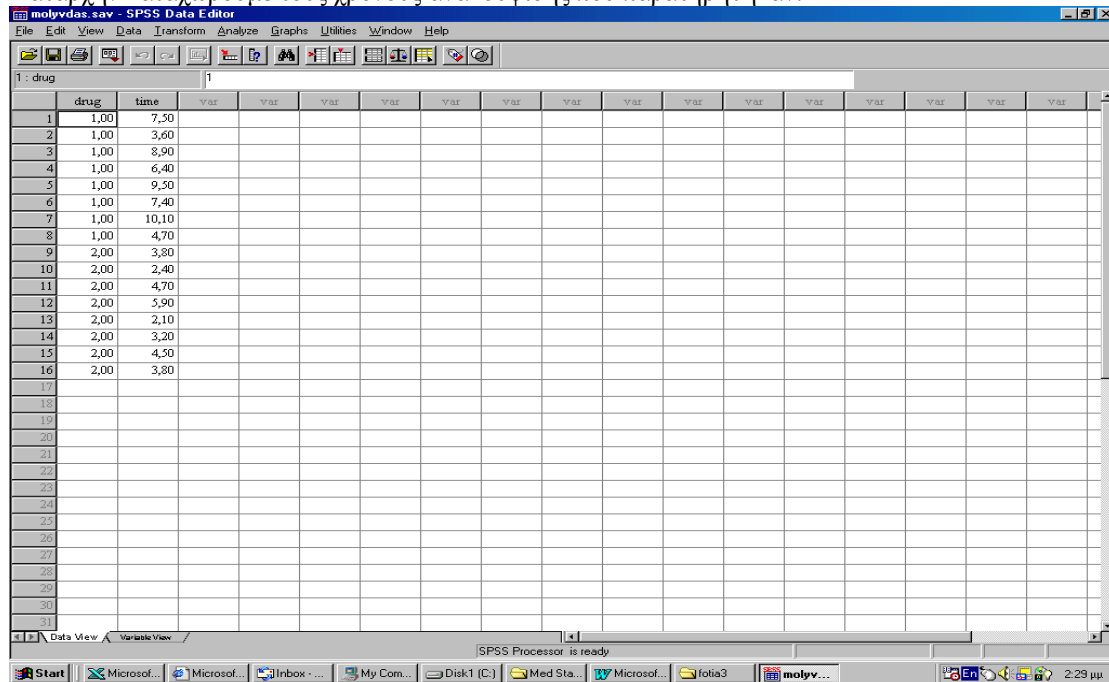 molyvdas.sav - SPSS Data Editor
File Edit View Data Transform Analyze Graphs Utilities Window Help
1 : drug 1
drug time var var var var var var var var var var var var var var var
1 1,00 7,50
2 1,00 3,60
3 1,00 8,90
4 1,00 6,40
5 1,00 9,50
6 1,00 7,40
7 1,00 10,10
8 1,00 4,70
9 2,00 3,80
10 2,00 2,40
11 2,00 4,70
12 2,00 5,90
13 2,00 2,10
14 2,00 3,20
15 2,00 4,50
16 2,00 3,80
17
18
19
20
21
22
23
24
25
26
27
28
29
30
31
Data View Variable View
SPSS Processor is ready
Start Microsof... Microsof... Inbox - ... My Com... Disk1 (C:) Med Sta... Microsof... fotia3 molyv... En 2:29 μμ